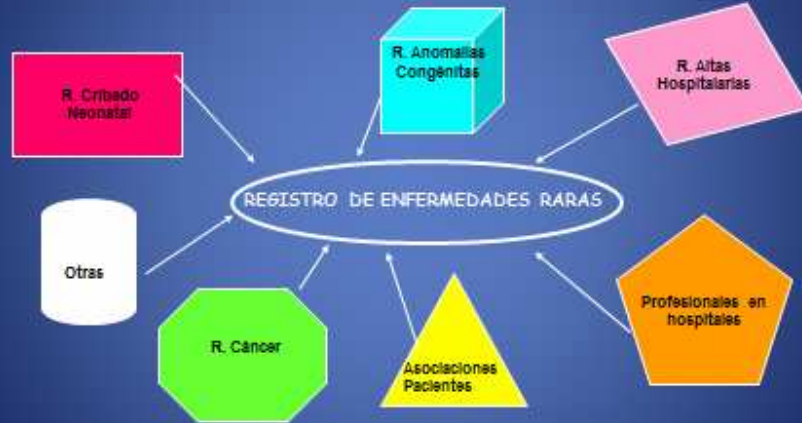 R. Anomalías
Congénitas
R. Altas
Hospitalarias
R. Cribado
Neonatal
REGISTRO DE ENFERMEDADES RARAS
Otras
Profesionales en
hospitales
R. Cáncer
Asociaciones
Pacientes